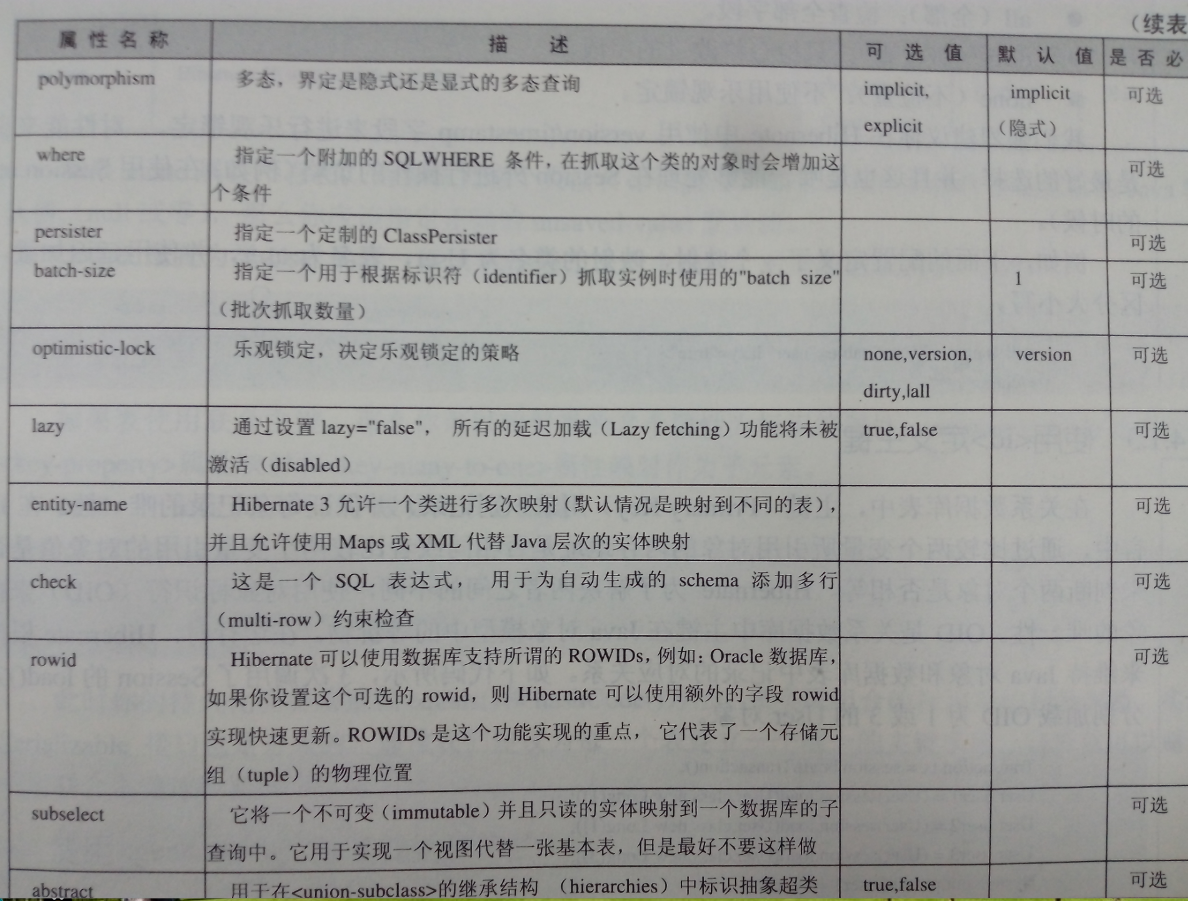 （续表
属性名称 描述 可选值 默认值 是否必
polymorphism 多态，界定是隐式还是显式的多态查询 implicit, implicit 可选
explicit （隐式）
where 指定一个附加的 SQLWHERE 条件，在抓取这个类的对象时会增加这 可选
个条件
persister 指定一个定制的 ClassPersister 可选
batch-size 指定一个用于根据标识符（identifier）抓取实例时使用的"batch size" 1 可选
（批次抓取数量）
optimistic-lock 乐观锁定，决定乐观锁定的策略 none,version, version 可选
dirty,|all
lazy 通过设置 lazy="false"， 所有的延迟加载（Lazy fetching）功能将未被 true,false 可选
激活（disabled）
entity-name Hibernate 3 允许一个类进行多次映射（默认情况是映射到不同的表）， 可选
并且允许使用 Maps 或 XML 代替 Java 层次的实体映射
check 这是一个 SQL 表达式， 用于为自动生成的 schema 添加多行 可选
（multi-row）约束检查
rowid Hibernate 可以使用数据库支持所谓的 ROWIDs，例如：Oracle 数据库， 可选
如果你设置这个可选的 rowid，则 Hibernate 可以使用额外的字段 rowid
实现快速更新。ROWIDs 是这个功能实现的重点， 它代表了一个存储元
组（tuple）的物理位置
subselect 它将一个不可变（immutable）并且只读的实体映射到一个数据库的子 可选
查询中。它用于实现一个视图代替一张基本表，但是最好不要这样做
abstract 用于在<union-subclass>的继承结构 （hierarchies）中标识抽象超类 true,false 可选